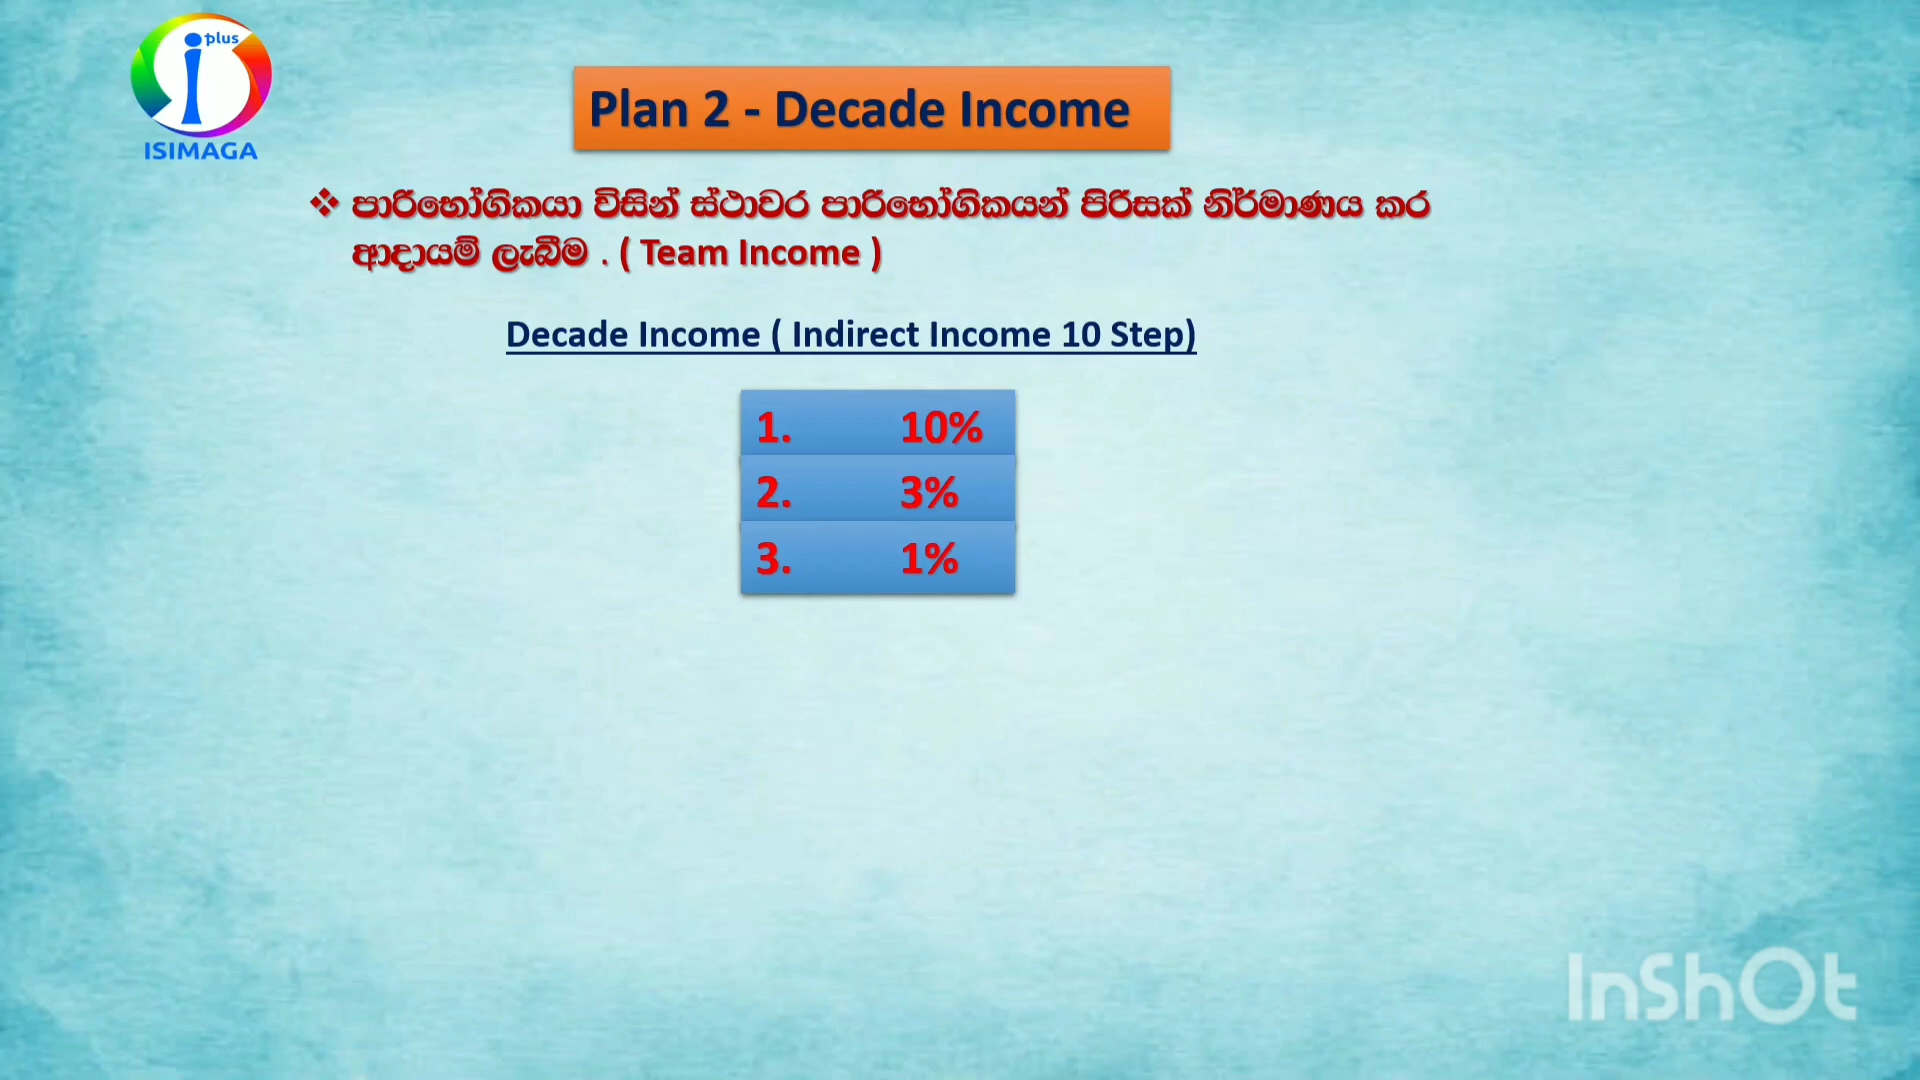 plus
i
ISIMAGA
Plan 2 - Decade Income
❖ පාරිභෝගිකයා විසින් ස්ථාවර පාරිභෝගිකයන් පිරිසක් නිර්මාණය කර
ආදායම් ලැබීම . ( Team Income )
Decade Income ( Indirect Income 10 Step)
1. 10%
2. 3%
3. 1%
InShOt